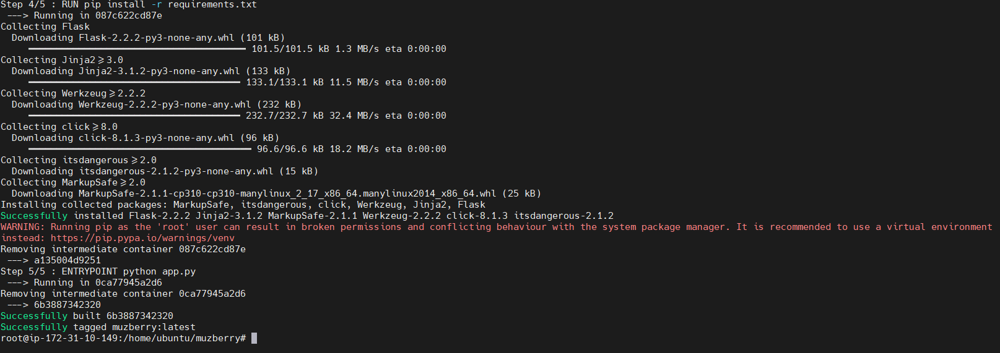 Step 4/5 : RUN pip install -r requirements.txt
 ---> Running in 087c622cd87e
Collecting Flask
  Downloading Flask-2.2.2-py3-none-any.whl (101 kB)
     ━━━━━━━━━━━━━━━━━━━━━━━━━━━━━━━━━━━━━━━ 101.5/101.5 kB 1.3 MB/s eta 0:00:00
Collecting Jinja2>=3.0
  Downloading Jinja2-3.1.2-py3-none-any.whl (133 kB)
     ━━━━━━━━━━━━━━━━━━━━━━━━━━━━━━━━━━━━━━ 133.1/133.1 kB 11.5 MB/s eta 0:00:00
Collecting Werkzeug>=2.2.2
  Downloading Werkzeug-2.2.2-py3-none-any.whl (232 kB)
     ━━━━━━━━━━━━━━━━━━━━━━━━━━━━━━━━━━━━━━ 232.7/232.7 kB 32.4 MB/s eta 0:00:00
Collecting click>=8.0
  Downloading click-8.1.3-py3-none-any.whl (96 kB)
     ━━━━━━━━━━━━━━━━━━━━━━━━━━━━━━━━━━━━━━━━ 96.6/96.6 kB 18.2 MB/s eta 0:00:00
Collecting itsdangerous>=2.0
  Downloading itsdangerous-2.1.2-py3-none-any.whl (15 kB)
Collecting MarkupSafe>=2.0
  Downloading MarkupSafe-2.1.1-cp310-cp310-manylinux_2_17_x86_64.manylinux2014_x86_64.whl (25 kB)
Installing collected packages: MarkupSafe, itsdangerous, click, Werkzeug, Jinja2, Flask
Successfully installed Flask-2.2.2 Jinja2-3.1.2 MarkupSafe-2.1.1 Werkzeug-2.2.2 click-8.1.3 itsdangerous-2.1.2
WARNING: Running pip as the 'root' user can result in broken permissions and conflicting behaviour with the system package manager. It is recommended to use a virtual environment
instead: https://pip.pypa.io/warnings/venv
Removing intermediate container 087c622cd87e
 ---> a135004d9251
Step 5/5 : ENTRYPOINT python app.py
 ---> Running in 0ca77945a2d6
Removing intermediate container 0ca77945a2d6
 ---> 6b3887342320
Successfully built 6b3887342320
Successfully tagged muzberry:latest
root@ip-172-31-10-149:/home/ubuntu/muzberry#